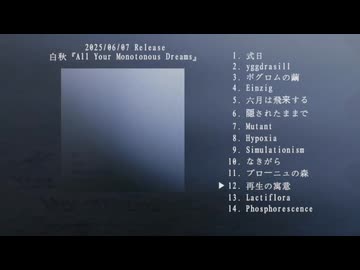 2025/06/07 Release
白秋『All Your Monotonous Dreams』
1. 式日
2. yggdrasill
3. ポグロムの繭
4. Einzig
5. 六月は飛来する
6. 隠されたままで
7. Mutant
8. Hypoxia
9. Simulationism
10. なきがら
11. ブローニュの森
▶ 12. 再生の寓意
13. Lactiflora
14. Phosphorescence